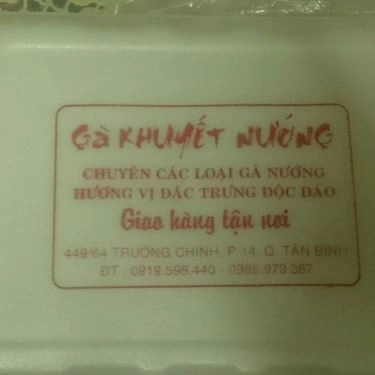 Gà KHUYẾT NƯỚNG
CHUYÊN CÁC LOẠI GÀ NƯỚNG
HƯƠNG VỊ ĐẶC TRƯNG ĐỘC ĐÁO
Giao hàng tận nơi
449/64 TRƯỜNG CHINH, P 14, Q. TÂN BÌNH
ĐT : 0919.598.440 - 0988.979.367